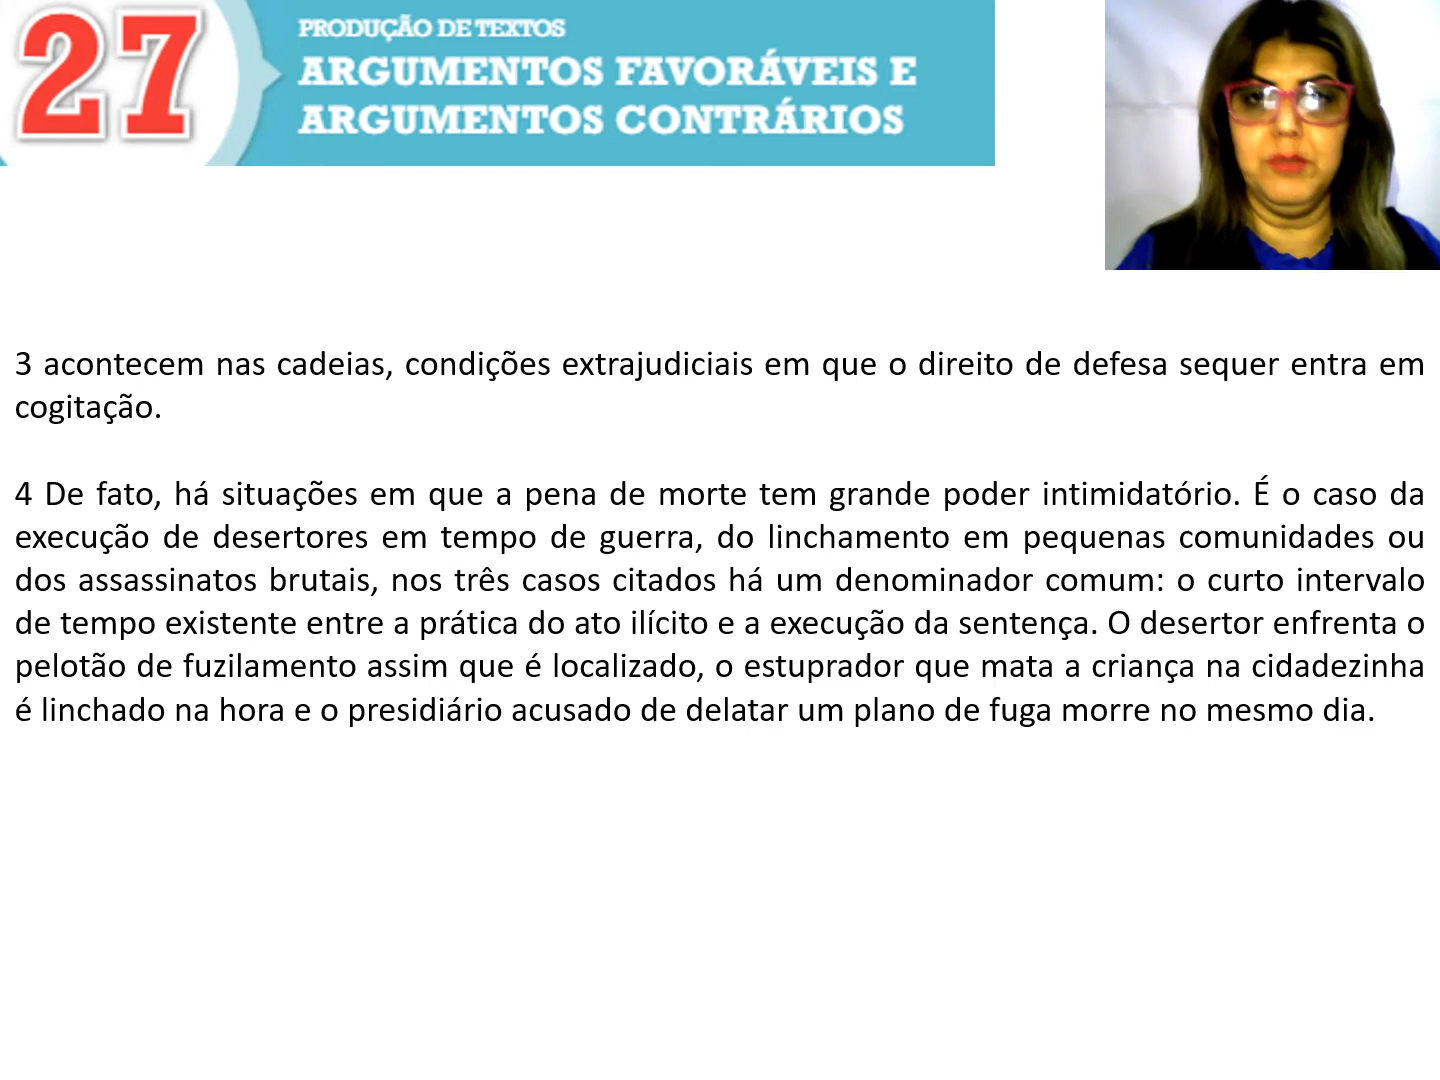 27
PRODUÇÃO DE TEXTOS
ARGUMENTOS FAVORÁVEIS E
ARGUMENTOS CONTRÁRIOS
3 acontecem nas cadeias, condições extrajudiciais em que o direito de defesa sequer entra em
cogitação.
4 De fato, há situações em que a pena de morte tem grande poder intimidatório. É o caso da
execução de desertores em tempo de guerra, do linchamento em pequenas comunidades ou
dos assassinatos brutais, nos três casos citados há um denominador comum: o curto intervalo
de tempo existente entre a prática do ato ilícito e a execução da sentença. O desertor enfrenta o
pelotão de fuzilamento assim que é localizado, o estuprador que mata a criança na cidadezinha
é linchado na hora e o presidiário acusado de delatar um plano de fuga morre no mesmo dia.